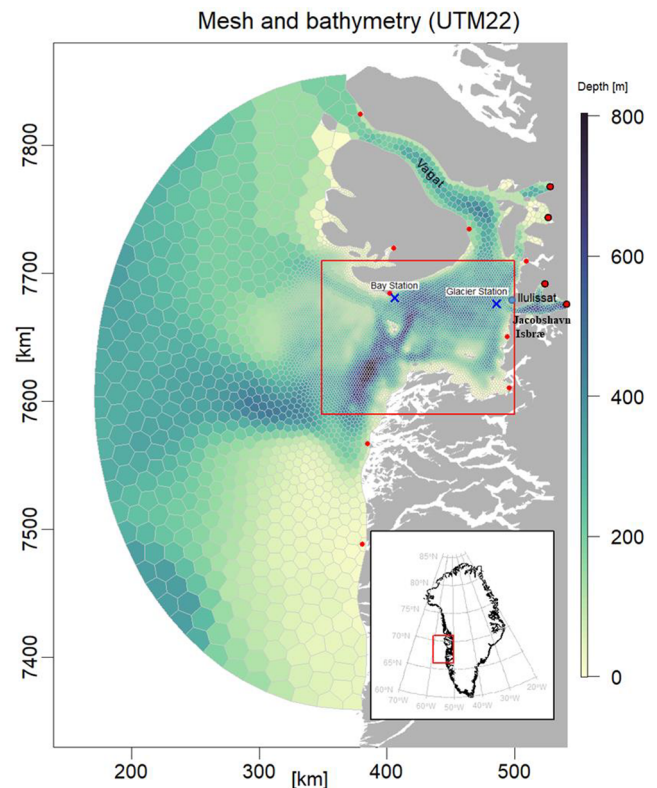 Mesh and bathymetry (UTM22)
Depth [m]
800
600
400
200
0
7800
7700
7600
7500
7400
[km]
Vaigat
Bay Station
Glacier Station
Ilulissat
Jacobshavn
Isbræ
85°N
80°N
75°N
70°N
65°N
60°N
70°W
60°W
50°W
40°W
30°W
20°W
200
300
400
500
[km]